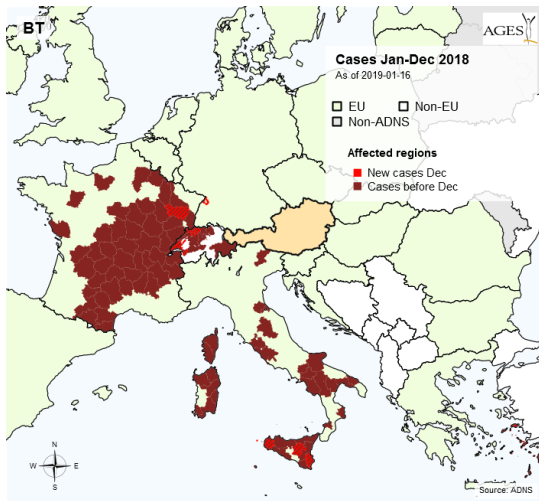 BT
AGES
Cases Jan-Dec 2018
As of 2019-01-16
EU
Non-EU
Non-ADNS
Affected regions
New cases Dec
Cases before Dec
N
W
E
S
Source: ADNS